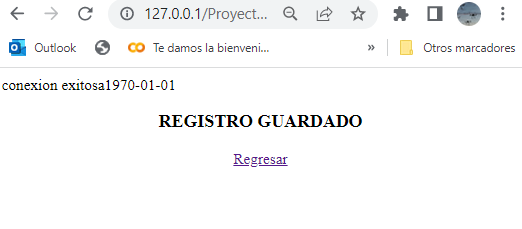 127.0.0.1/Proyect...
Outlook
Te damos la bienveni...
»
Otros marcadores
conexion exitosa1970-01-01
REGISTRO GUARDADO
Regresar